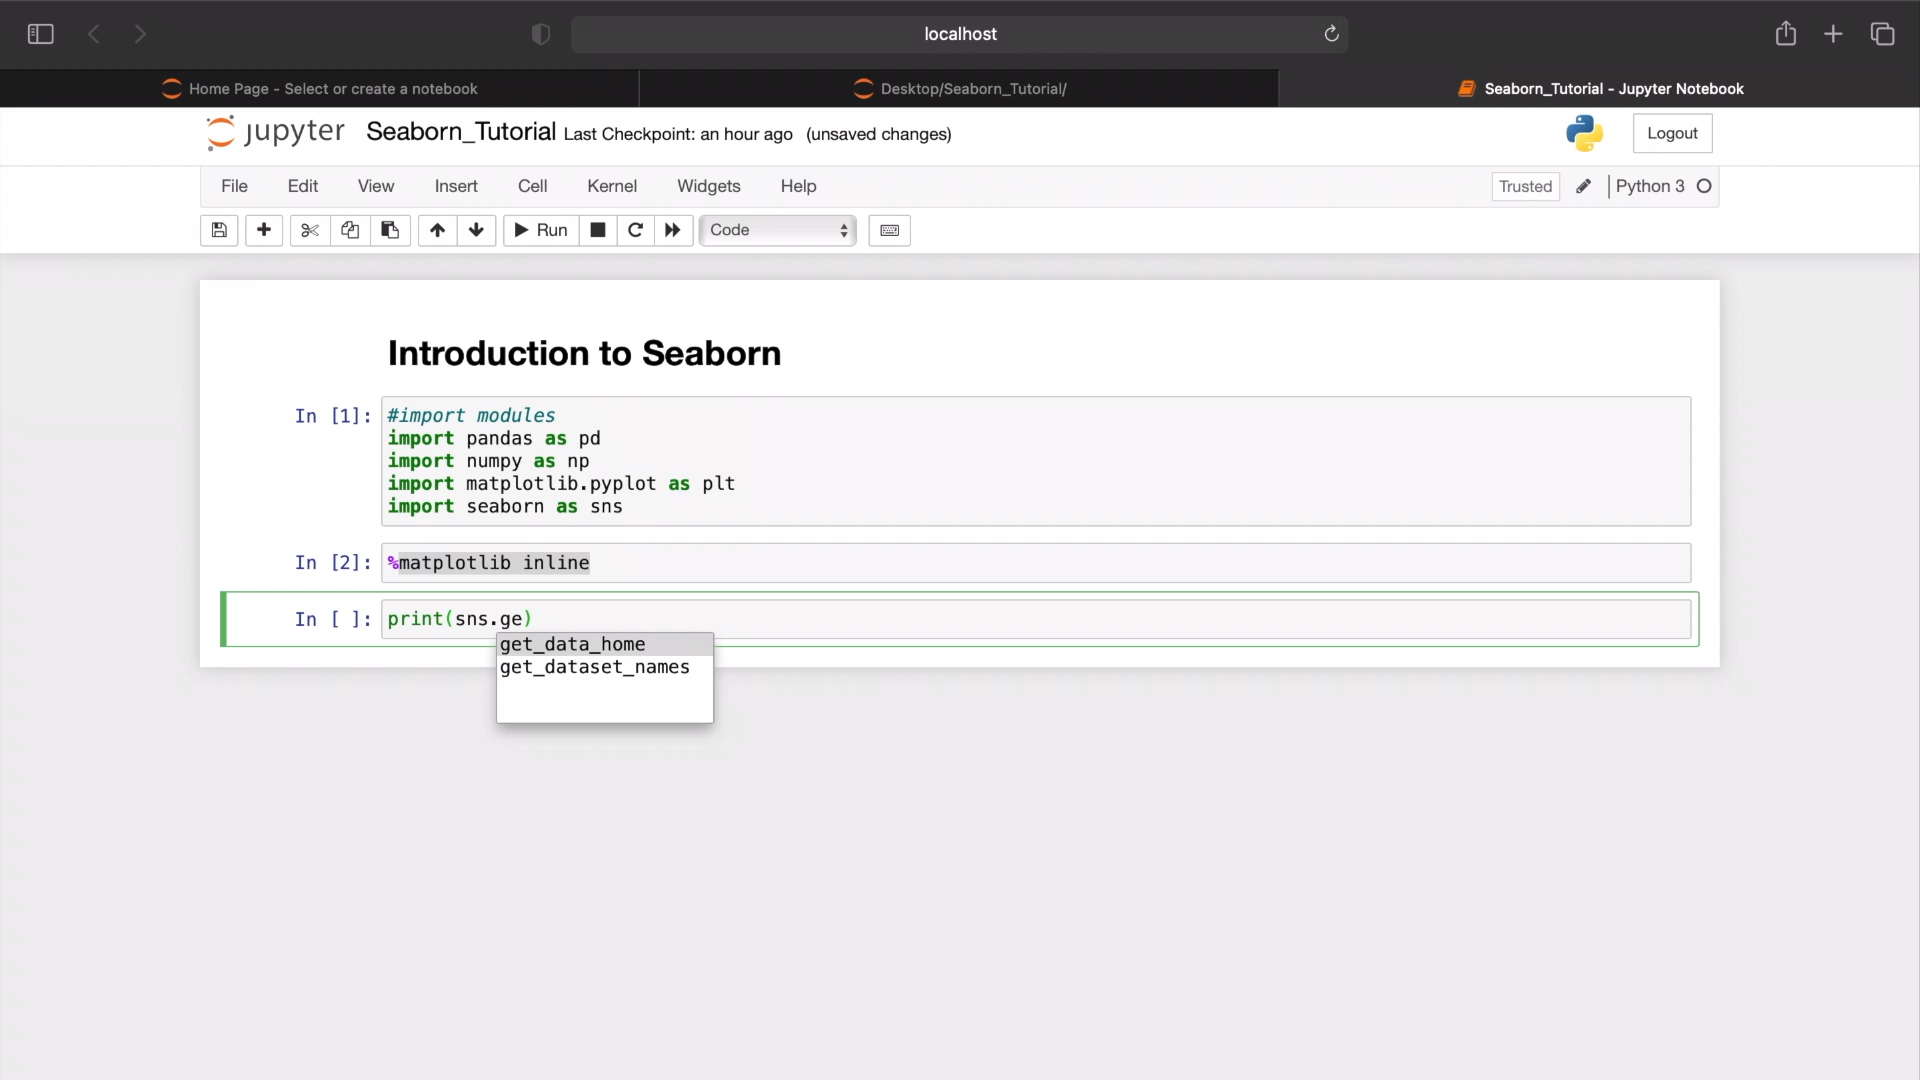 localhost
Home Page - Select or create a notebook
Desktop/Seaborn_Tutorial/
Seaborn_Tutorial - Jupyter Notebook
jupyter Seaborn_Tutorial Last Checkpoint: an hour ago (unsaved changes)
Logout
File Edit View Insert Cell Kernel Widgets Help
Trusted Python 3
Run Code
Introduction to Seaborn
In [1]: #import modules
import pandas as pd
import numpy as np
import matplotlib.pyplot as plt
import seaborn as sns
In [2]: %matplotlib inline
In [ ]: print(sns.ge)
get_data_home
get_dataset_names